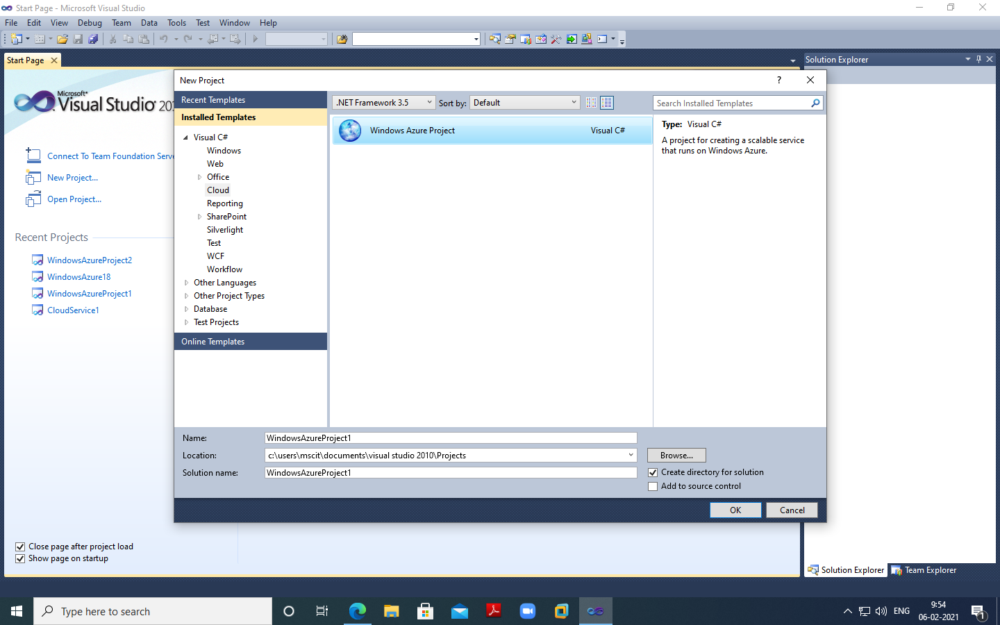 Start Page - Microsoft Visual Studio
File Edit View Debug Team Data Tools Test Window Help
Start Page
Solution Explorer
Microsoft®
Visual Studio®
Connect To Team Foundation
New Project...
Open Project...
Recent Projects
WindowsAzureProject2
WindowsAzure18
WindowsAzureProject1
CloudService1
Close page after project load
Show page on startup
New Project
?
Recent Templates
Installed Templates
Visual C#
Windows
Web
Office
Cloud
Reporting
SharePoint
Silverlight
Test
WCF
Workflow
Other Languages
Other Project Types
Database
Test Projects
Online Templates
.NET Framework 3.5
Sort by: Default
Search Installed Templates
Windows Azure Project Visual C#
Type: Visual C#
A project for creating a scalable service
that runs on Windows Azure.
Name: WindowsAzureProject1
Location: c:\users\mscit\documents\visual studio 2010\Projects
Browse...
Solution name: WindowsAzureProject1
Create directory for solution
Add to source control
OK Cancel
Solution Explorer Team Explorer
Type here to search
ENG
9:54
06-02-2021
1